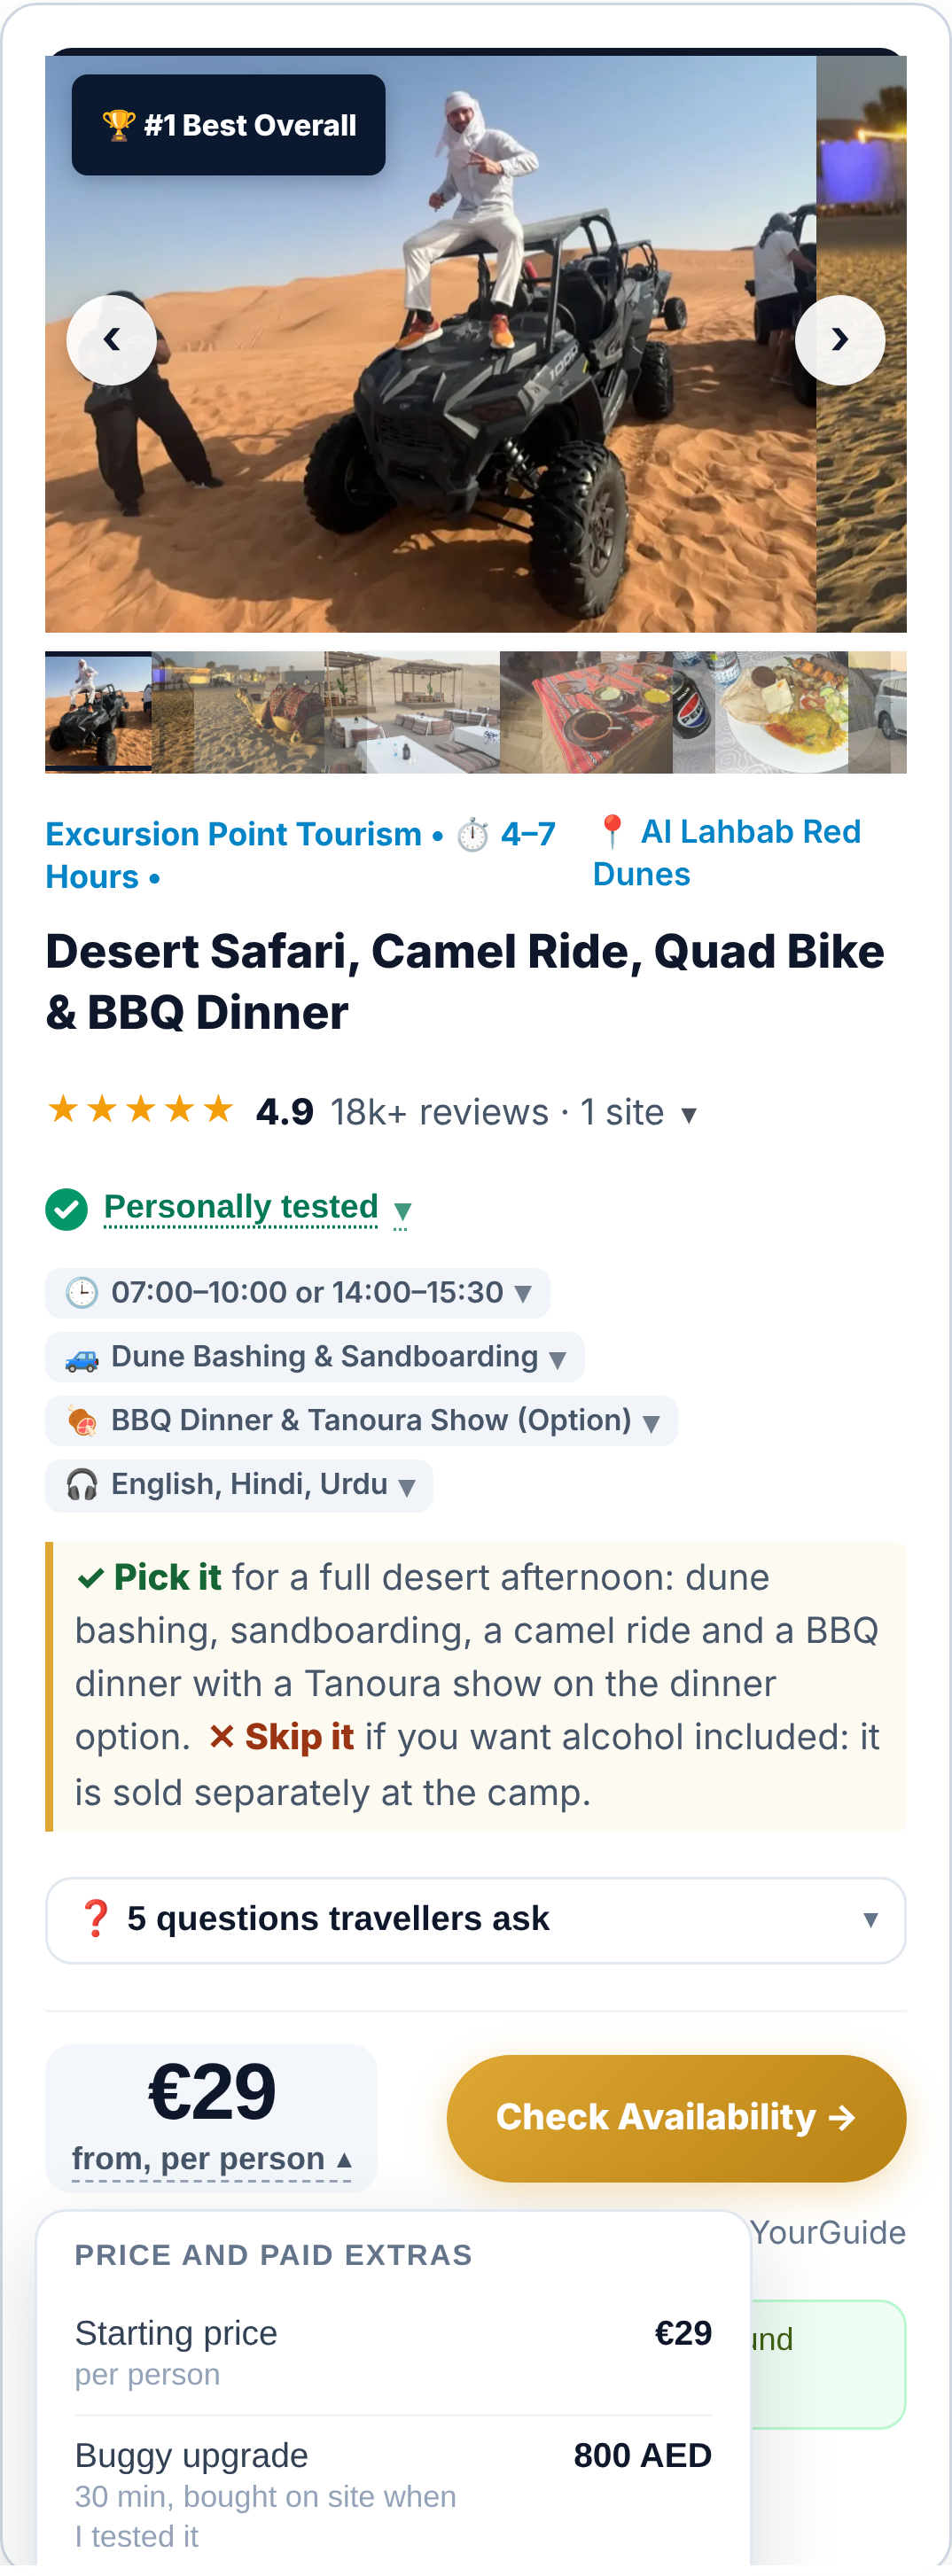 🏆 #1 Best Overall
‹ ›
1000
Excursion Point Tourism • ⏱ 4–7
Hours •
📍 Al Lahbab Red
Dunes
Desert Safari, Camel Ride, Quad Bike
& BBQ Dinner
★★★★★ 4.9 18k+ reviews · 1 site ▼
Personally tested ▼
🕒 07:00–10:00 or 14:00–15:30 ▼
🚙 Dune Bashing & Sandboarding ▼
🍖 BBQ Dinner & Tanoura Show (Option) ▼
🎧 English, Hindi, Urdu ▼
✓ Pick it for a full desert afternoon: dune
bashing, sandboarding, a camel ride and a BBQ
dinner with a Tanoura show on the dinner
option. ✕ Skip it if you want alcohol included: it
is sold separately at the camp.
❓ 5 questions travellers ask ▼
€29
from, per person ▲
Check Availability →
YourGuide
PRICE AND PAID EXTRAS
Starting price €29
per person
Buggy upgrade 800 AED
30 min, bought on site when
I tested it